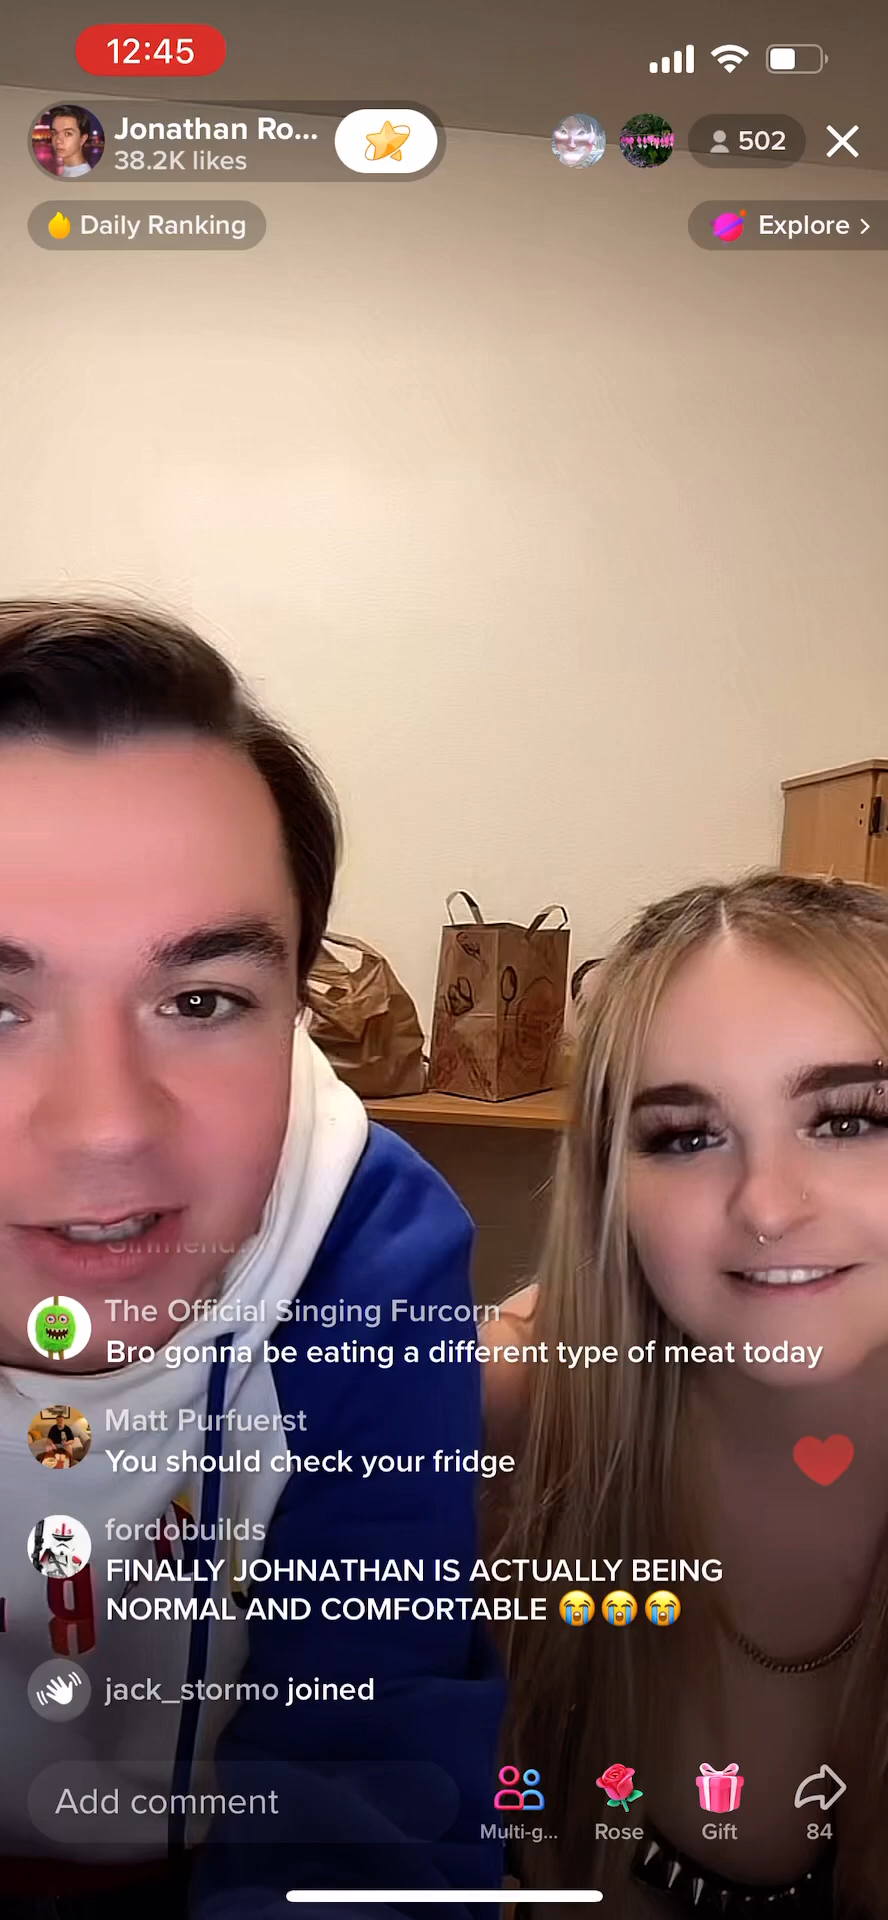 12:45
Jonathan Ro...
38.2K likes
502
Daily Ranking
Explore >
Girlfriend?
The Official Singing Furcorn
Bro gonna be eating a different type of meat today
Matt Purfuerst
You should check your fridge
fordobuilds
FINALLY JOHNATHAN IS ACTUALLY BEING
NORMAL AND COMFORTABLE 😭😭😭
jack_stormo joined
Add comment
Multi-g...
Rose
Gift
84